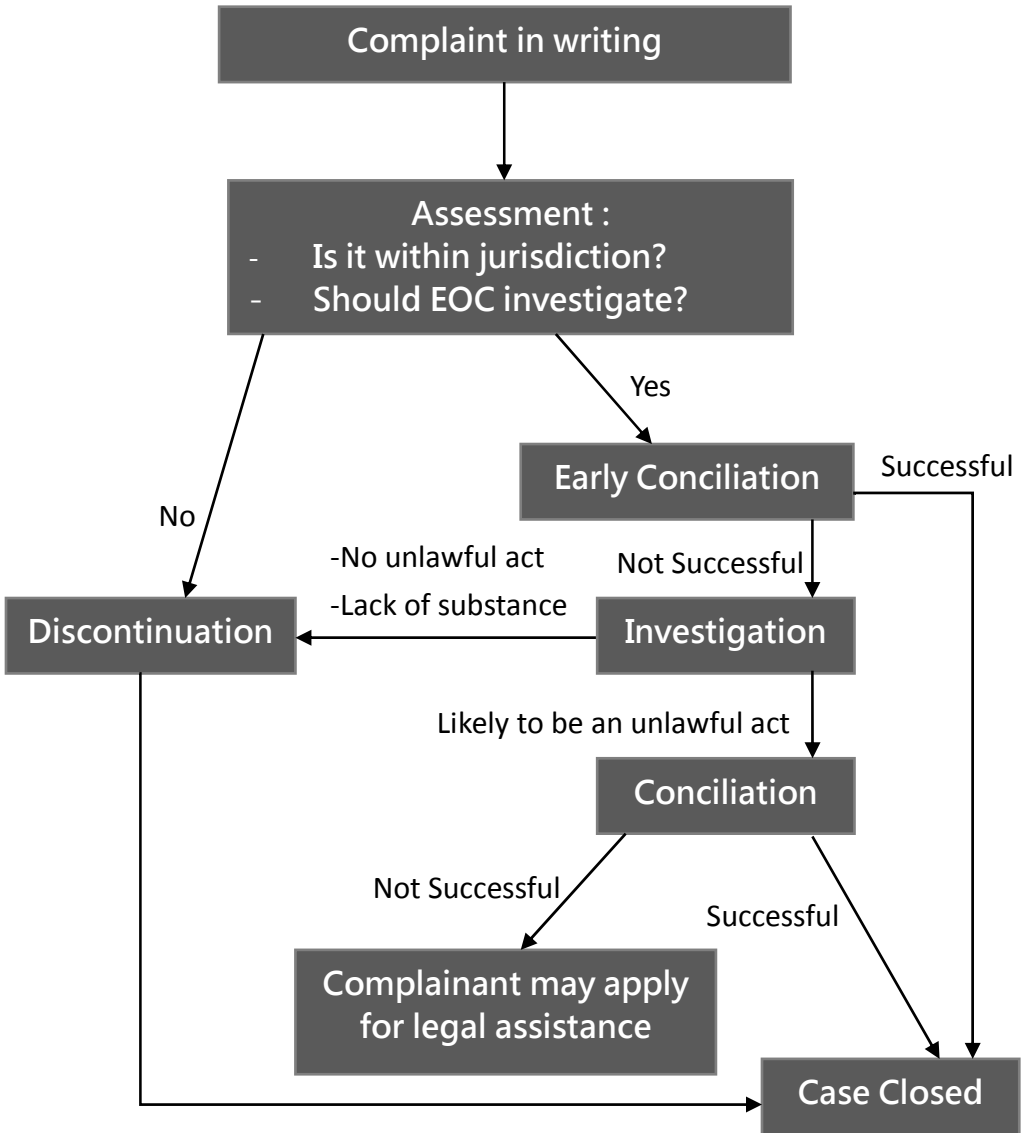 Complaint in writing
Assessment :
- Is it within jurisdiction?
- Should EOC investigate?
Yes
Early Conciliation
Successful
No
-No unlawful act
-Lack of substance
Not Successful
Discontinuation
Investigation
Likely to be an unlawful act
Conciliation
Not Successful
Successful
Complainant may apply
for legal assistance
Case Closed